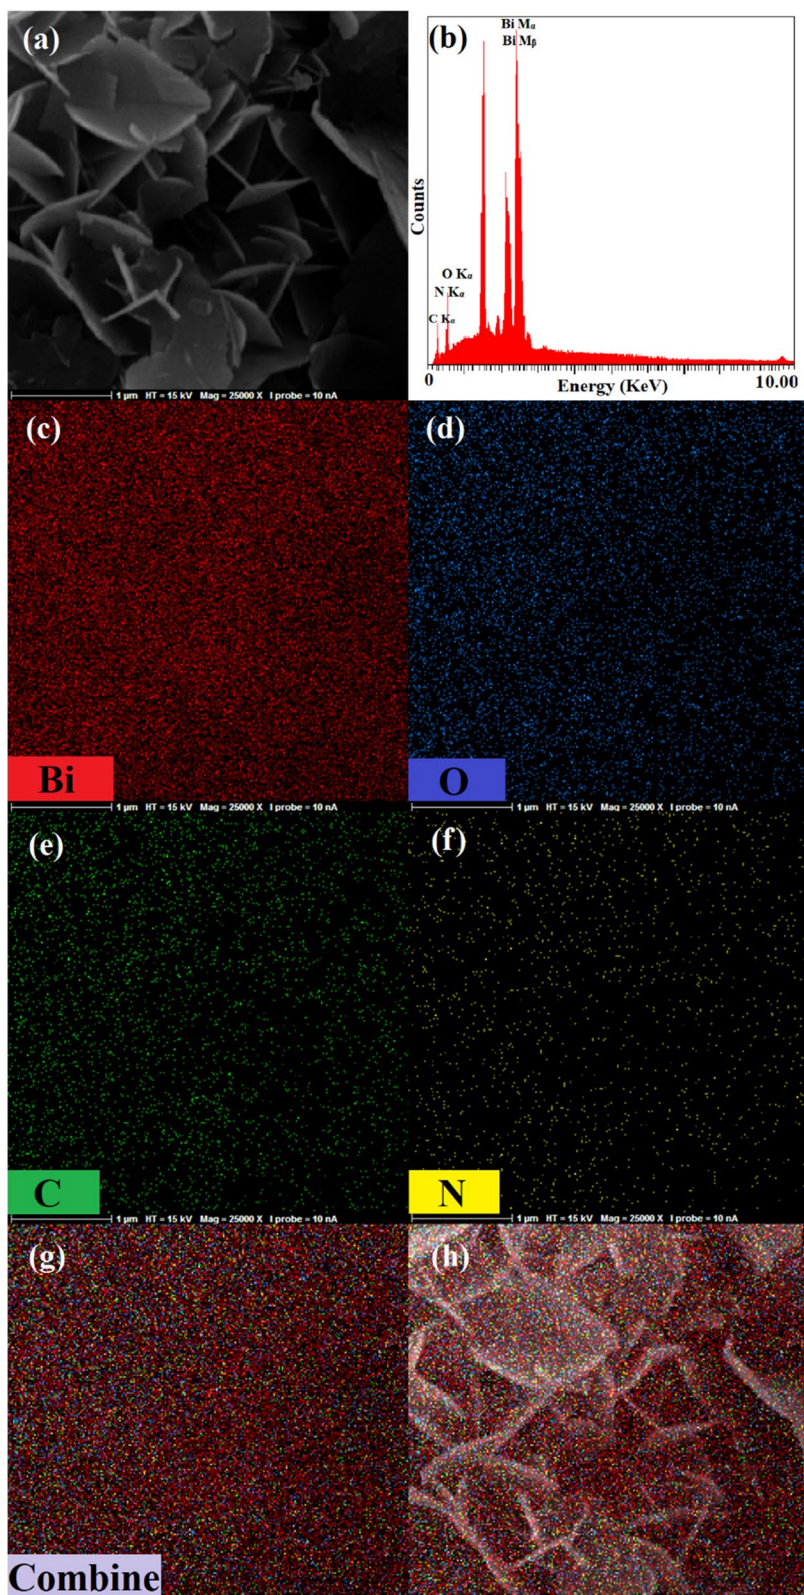 (a)
1 µm HT = 15 kV Mag = 25000 X I probe = 10 nA
(b)
Bi Mα
Bi Mβ
Counts
O Kα
N Kα
C Kα
0
Energy (KeV)
10.00
(c)
Bi
1 µm HT = 15 kV Mag = 25000 X I probe = 10 nA
(d)
O
1 µm HT = 15 kV Mag = 25000 X I probe = 10 nA
(e)
C
1 µm HT = 15 kV Mag = 25000 X I probe = 10 nA
(f)
N
1 µm HT = 15 kV Mag = 25000 X I probe = 10 nA
(g)
Combine
(h)